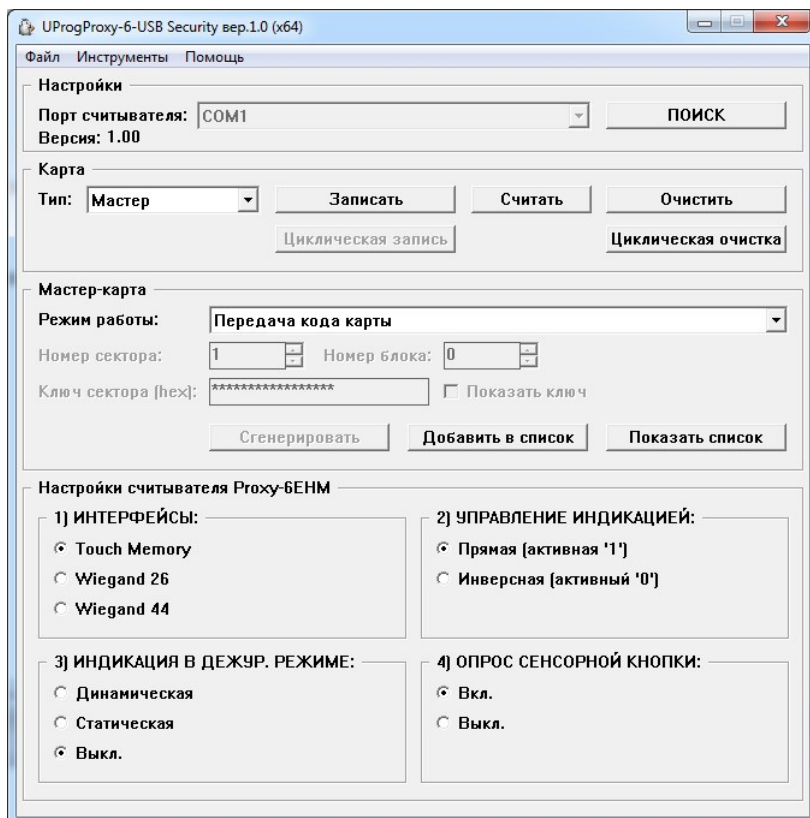 UProgProxy-6-USB Security вер.1.0 (x64)
Файл Инструменты Помощь
Настройки
Порт считывателя: COM1 ПОИСК
Версия: 1.00
Карта
Тип: Мастер Записать Считать Очистить
Циклическая запись Циклическая очистка
Мастер-карта
Режим работы: Передача кода карты
Номер сектора: 1 Номер блока: 0
Ключ сектора (hex): ***************** Показать ключ
Сгенерировать Добавить в список Показать список
Настройки считывателя Proxy-6EHM
1) ИНТЕРФЕЙСЫ:
Touch Memory
Wiegand 26
Wiegand 44
2) УПРАВЛЕНИЕ ИНДИКАЦИЕЙ:
Прямая (активная '1')
Инверсная (активный '0')
3) ИНДИКАЦИЯ В ДЕЖУР. РЕЖИМЕ:
Динамическая
Статическая
Выкл.
4) ОПРОС СЕНСОРНОЙ КНОПКИ:
Вкл.
Выкл.